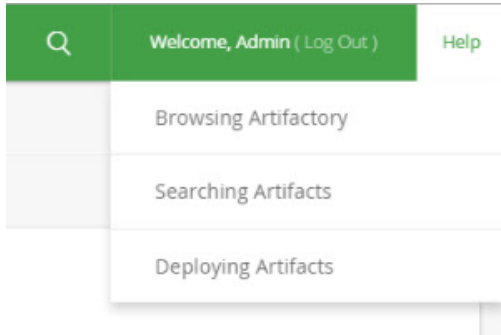 Welcome, Admin ( Log Out ) Help
Browsing Artifactory
Searching Artifacts
Deploying Artifacts